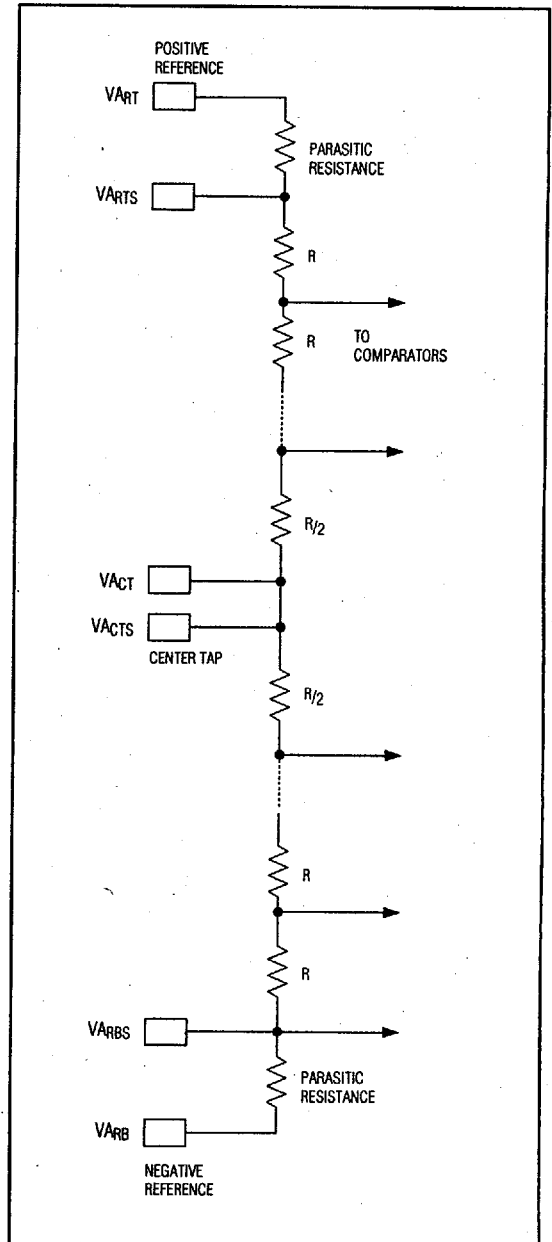 POSITIVE
REFERENCE
VART
PARASITIC
RESISTANCE
VARTS
R
R
TO
COMPARATORS
R/2
VACT
VACTS
CENTER TAP
R/2
R
R
VARBS
PARASITIC
RESISTANCE
VARB
NEGATIVE
REFERENCE